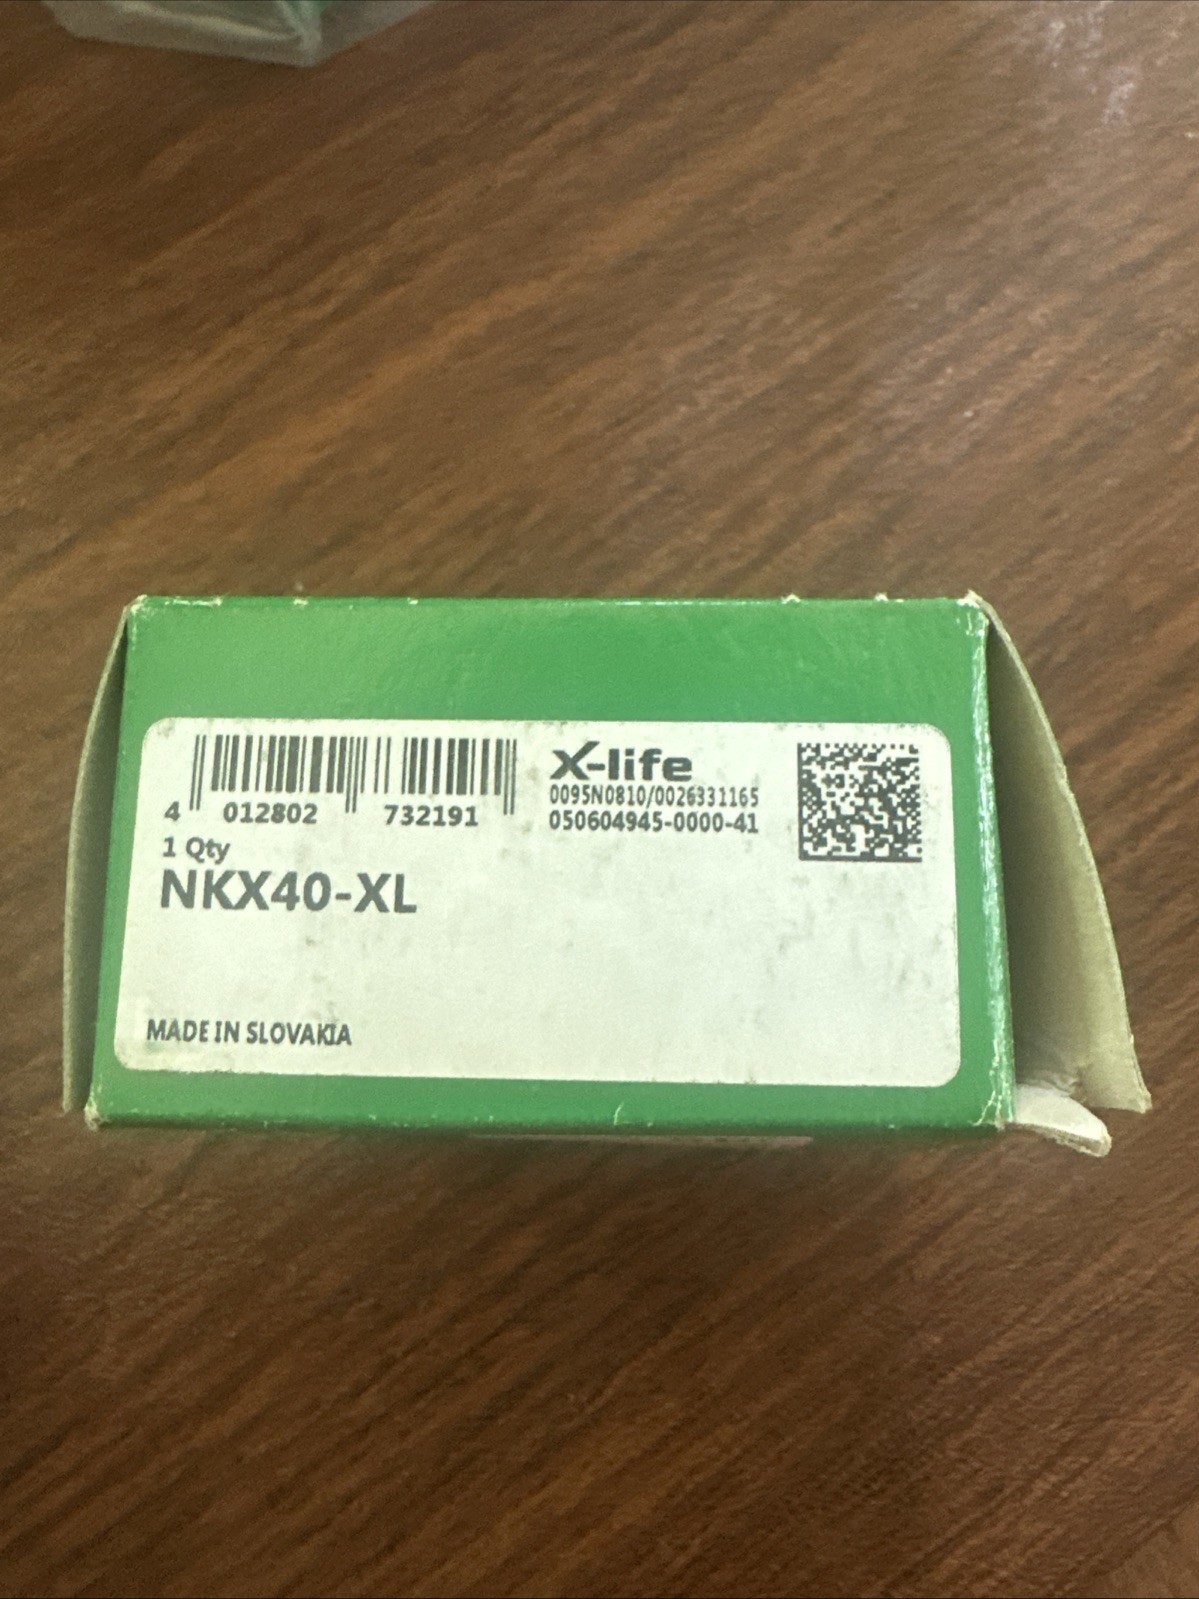 4 012802 732191
X-life
0095N0810/0026331165
050604945-0000-41
1 Qty
NKX40-XL
MADE IN SLOVAKIA